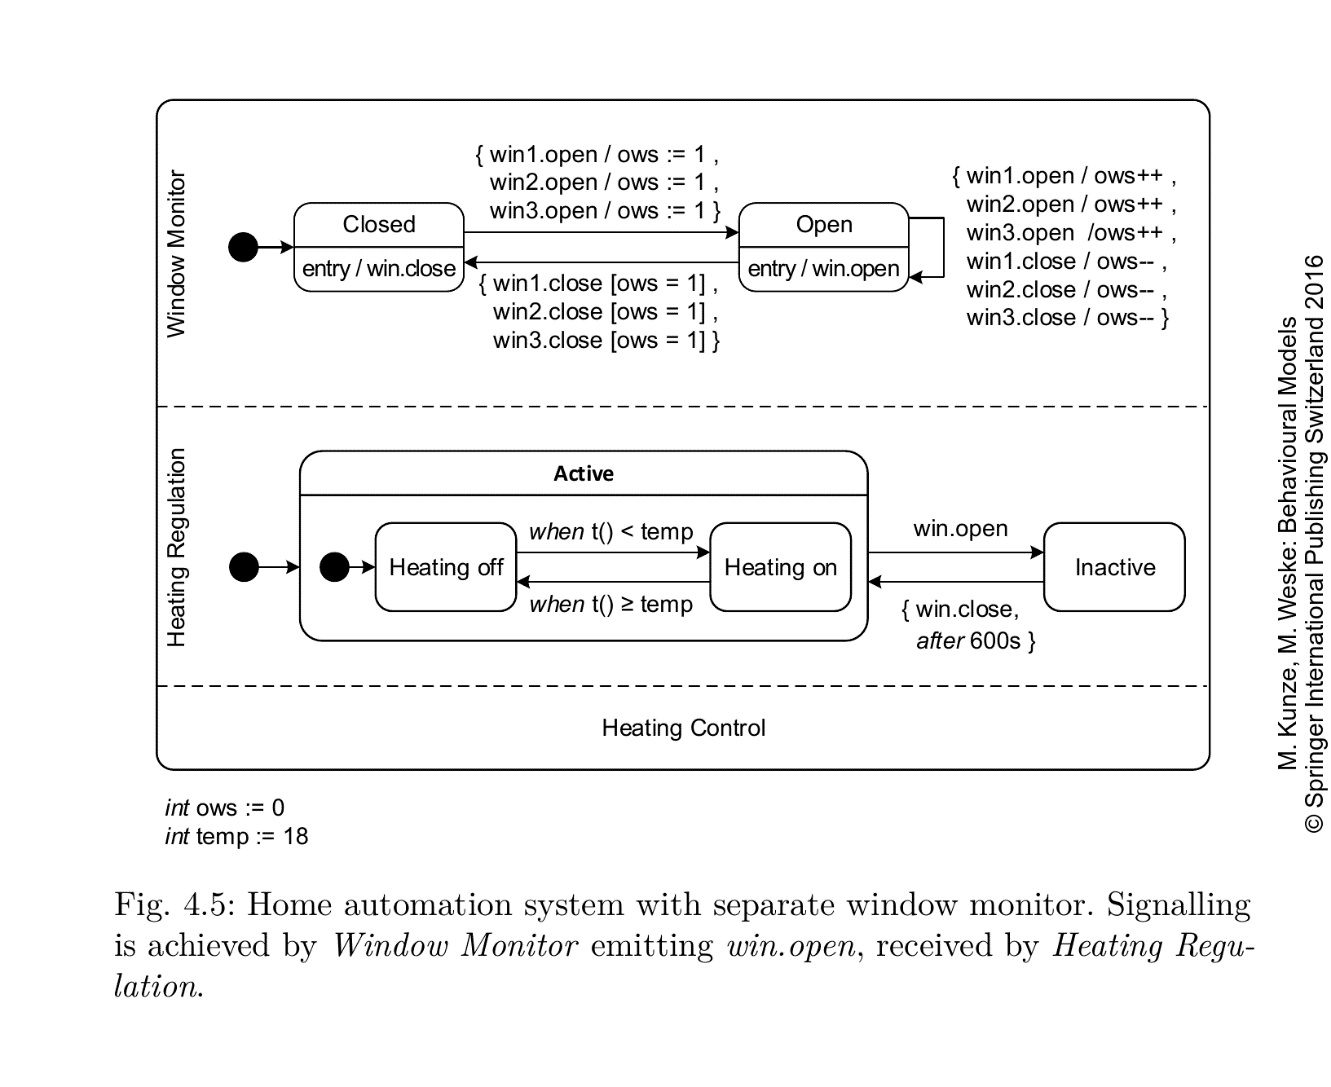 Window Monitor
{ win1.open / ows := 1 ,
win2.open / ows := 1 ,
win3.open / ows := 1 }
Closed
entry / win.close
Open
entry / win.open
{ win1.close [ows = 1] ,
win2.close [ows = 1] ,
win3.close [ows = 1] }
{ win1.open / ows++ ,
win2.open / ows++ ,
win3.open /ows++ ,
win1.close / ows-- ,
win2.close / ows-- ,
win3.close / ows-- }
Heating Regulation
Active
Heating off
when t() < temp
when t() ≥ temp
Heating on
win.open
{ win.close,
after 600s }
Inactive
Heating Control
int ows := 0
int temp := 18
M. Kunze, M. Weske: Behavioural Models
© Springer International Publishing Switzerland 2016
Fig. 4.5: Home automation system with separate window monitor. Signalling
is achieved by Window Monitor emitting win.open, received by Heating Regu-
lation.